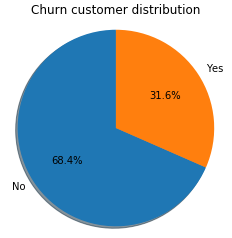 Churn customer distribution
Yes
31.6%
68.4%
No